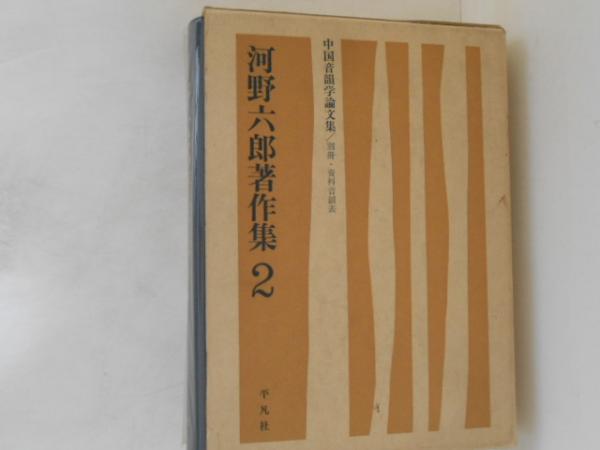 中国音韻学論文集/別冊・資料音韻表
河野六郎著作集2
平凡社